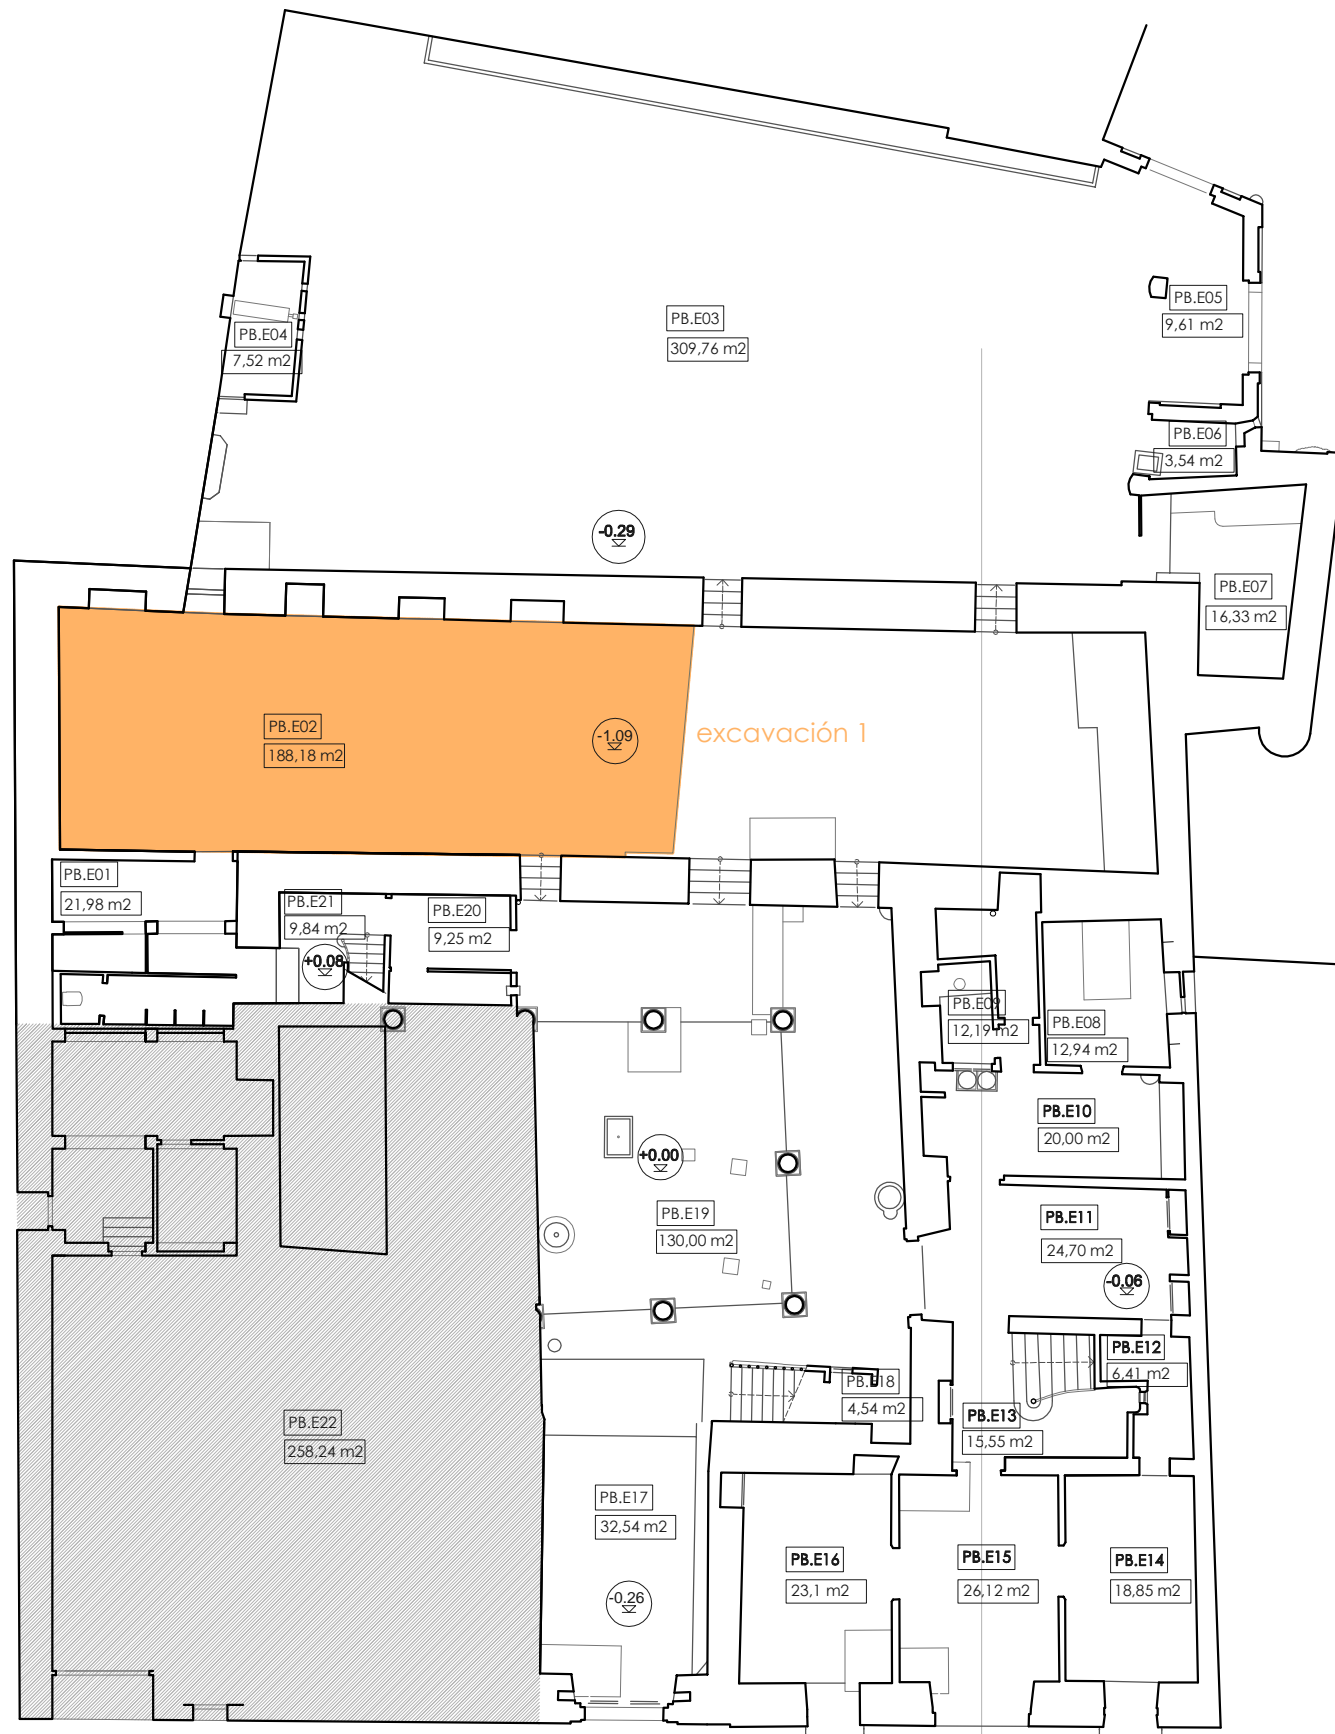 PB.E03
309,76 m2
PB.E04
7,52 m2
PB.E05
9,61 m2
PB.E06
3,54 m2
-0.29
PB.E07
16,33 m2
PB.E02
188,18 m2
-1.09
excavación 1
PB.E01
21,98 m2
PB.E21
9,84 m2
+0.08
PB.E20
9,25 m2
PB.E09
12,19 m2
PB.E08
12,94 m2
PB.E10
20,00 m2
+0.00
PB.E19
130,00 m2
PB.E11
24,70 m2
-0.06
PB.E12
6,41 m2
PB.E18
4,54 m2
PB.E13
15,55 m2
PB.E22
258,24 m2
PB.E17
32,54 m2
-0.26
PB.E16
23,1 m2
PB.E15
26,12 m2
PB.E14
18,85 m2